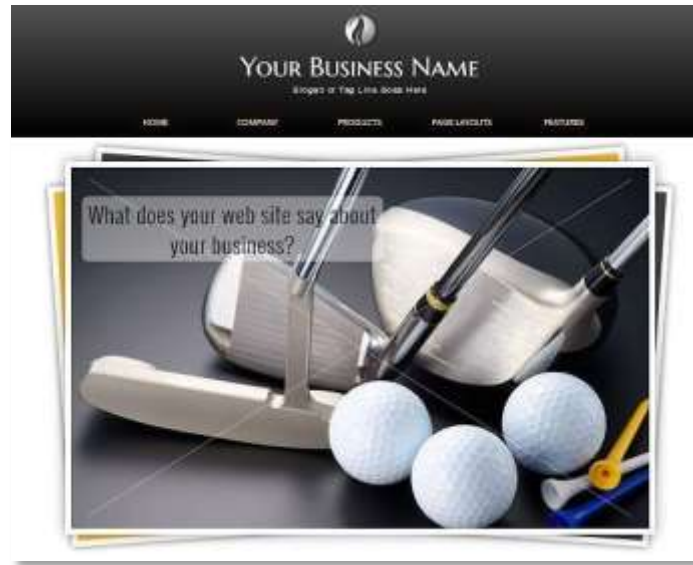 YOUR BUSINESS NAME
Slogan or Tag Line Goes Here
HOME COMPANY PRODUCTS PAGE LAYOUTS FEATURES
What does your web site say about
your business?